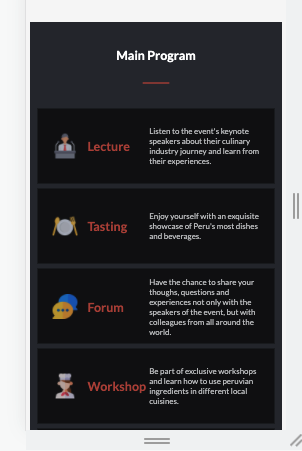 Main Program
Lecture
Listen to the event's keynote
speakers about their culinary
industry journey and learn from
their experiences.
Tasting
Enjoy yourself with an exquisite
showcase of Peru's most dishes
and beverages.
Forum
Have the chance to share your
thoughs, questions and
experiences not only with the
speakers of the event, but with
colleagues from all around the
world.
Workshop
Be part of exclusive workshops
and learn how to use peruvian
ingredients in different local
cuisines.